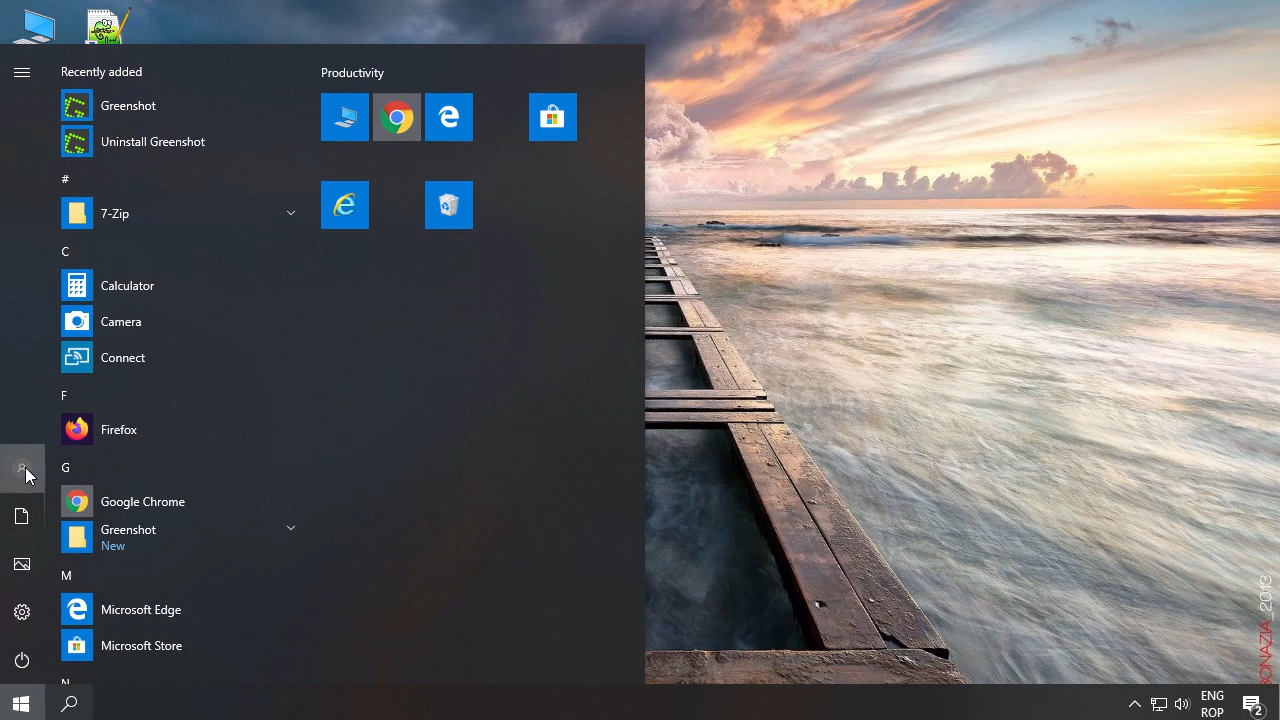 Recently added
Productivity
Greenshot
Uninstall Greenshot
#
7-Zip
C
Calculator
Camera
Connect
F
Firefox
G
Google Chrome
Greenshot
New
M
Microsoft Edge
Microsoft Store
ENG
ROP
2